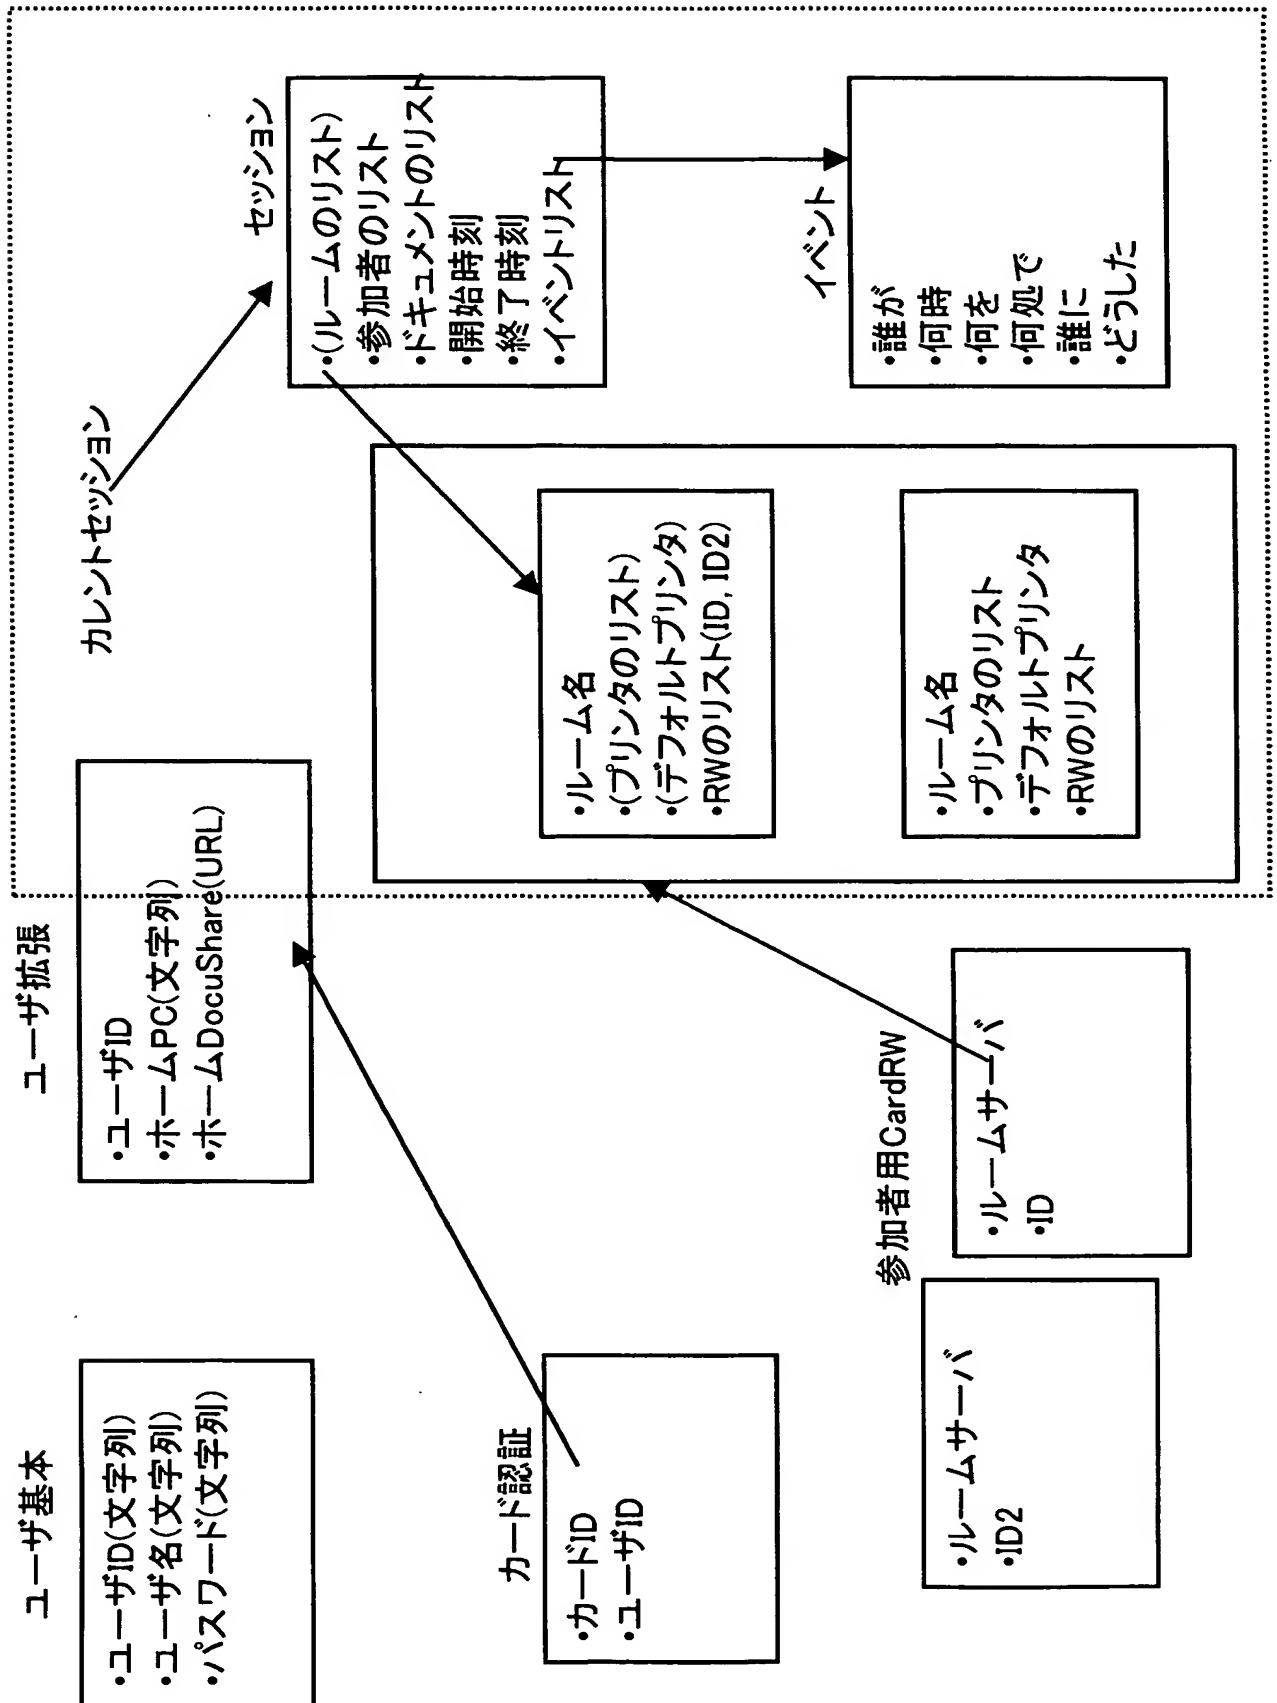 ユーザ基本
・ユーザID(文字列)
・ユーザ名(文字列)
・パスワード(文字列)
ユーザ拡張
・ユーザID
・ホームPC(文字列)
・ホームDocuShare(URL)
カレントセッション
セッション
・(ルームのリスト)
・参加者のリスト
・ドキュメントのリスト
・開始時刻
・終了時刻
・イベントリスト
カード認証
・カードID
・ユーザID
・ルーム名
・(プリンタのリスト)
・(デフォルトプリンタ)
・RWのリスト(ID, ID2)
イベント
・誰が
・何時
・何を
・何処で
・誰に
・どうした
参加者用CardRW
・ルームサーバ
・ID2
・ルームサーバ
・ID
・ルーム名
・プリンタのリスト
・デフォルトプリンタ
・RWのリスト